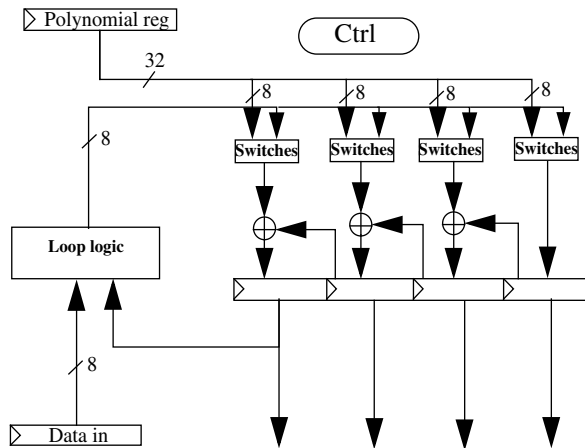 Polynomial reg
Ctrl
32
8 8 8 8
8
Switches Switches Switches Switches
Loop logic
8
Data in